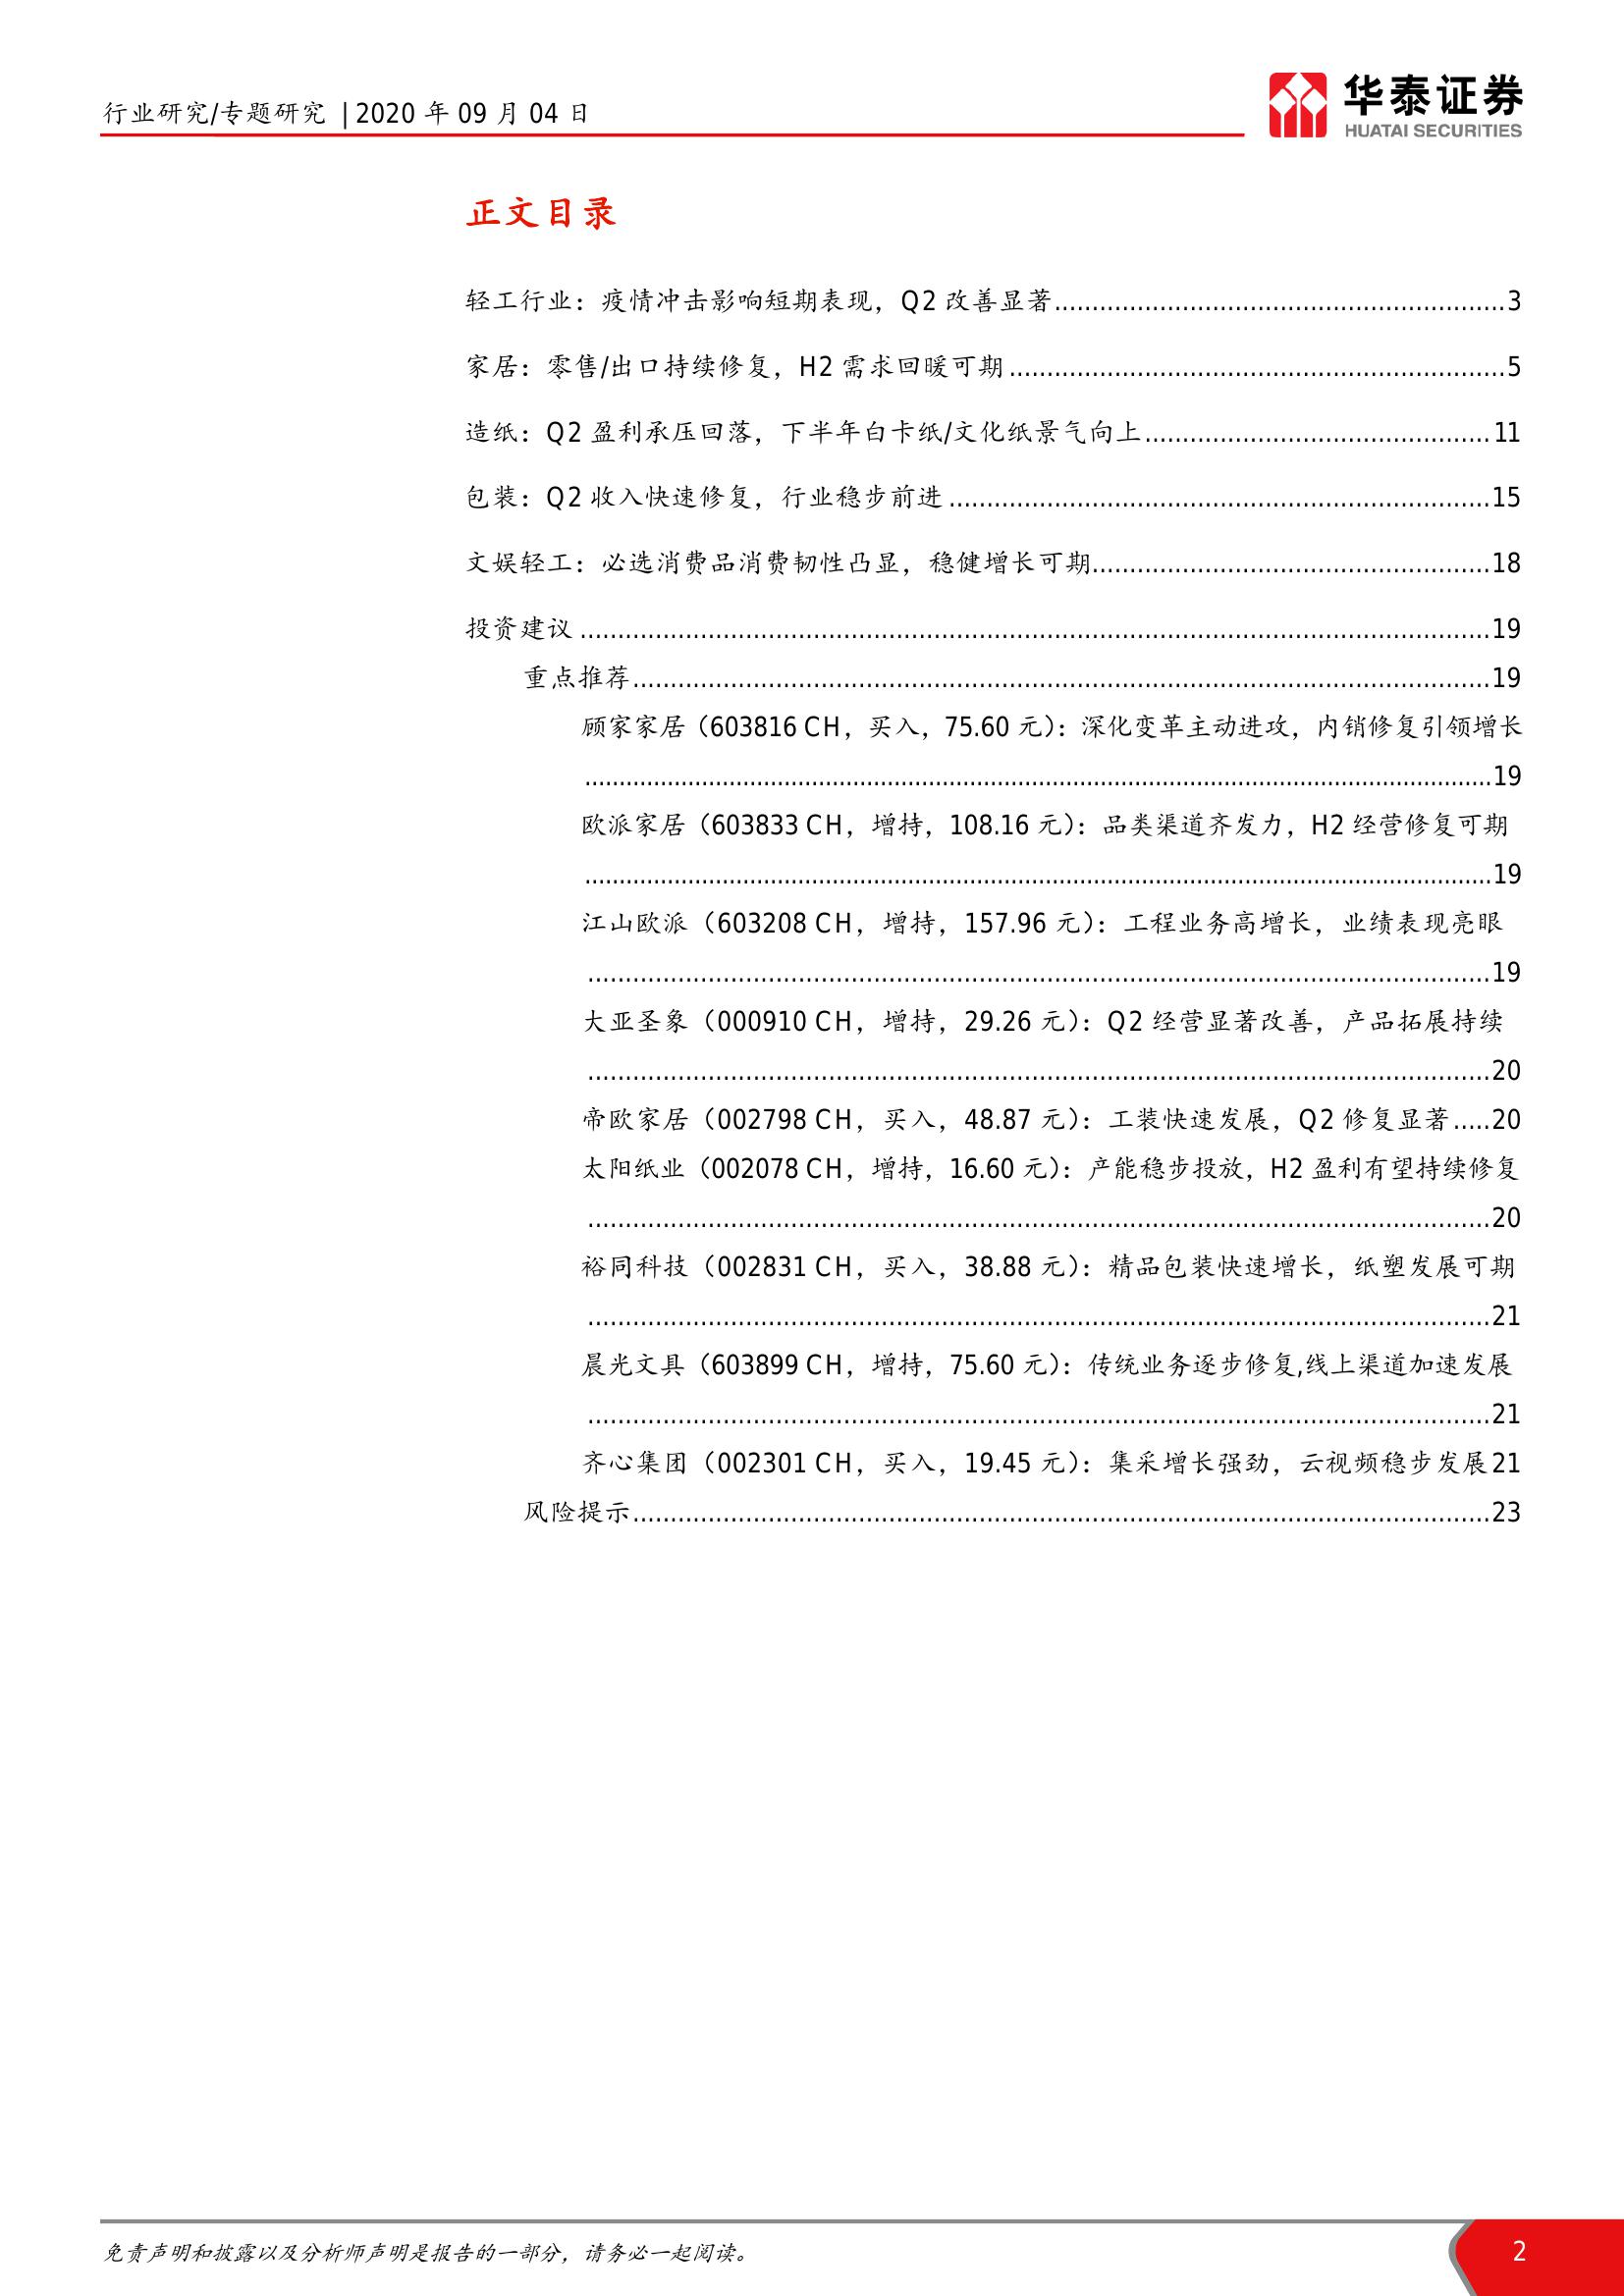 行业研究/专题研究 | 2020 年 09 月 04 日
华泰证券
HUATAI SECURITIES
正文目录
轻工行业：疫情冲击影响短期表现，Q2 改善显著................................................3
家居：零售/出口持续修复，H2 需求回暖可期................................................5
造纸：Q2 盈利承压回落，下半年白卡纸/文化纸景气向上................................................11
包装：Q2 收入快速修复，行业稳步前进................................................15
文娱轻工：必选消费品消费韧性凸显，稳健增长可期................................................18
投资建议................................................19
重点推荐................................................19
顾家家居（603816 CH，买入，75.60 元）：深化变革主动进攻，内销修复引领增长
................................................19
欧派家居（603833 CH，增持，108.16 元）：品类渠道齐发力，H2 经营修复可期
................................................19
江山欧派（603208 CH，增持，157.96 元）：工程业务高增长，业绩表现亮眼
................................................19
大亚圣象（000910 CH，增持，29.26 元）：Q2 经营显著改善，产品拓展持续
................................................20
帝欧家居（002798 CH，买入，48.87 元）：工装快速发展，Q2 修复显著.....20
太阳纸业（002078 CH，增持，16.60 元）：产能稳步投放，H2 盈利有望持续修复
................................................20
裕同科技（002831 CH，买入，38.88 元）：精品包装快速增长，纸塑发展可期
................................................21
晨光文具（603899 CH，增持，75.60 元）：传统业务逐步修复,线上渠道加速发展
................................................21
齐心集团（002301 CH，买入，19.45 元）：集采增长强劲，云视频稳步发展21
风险提示................................................23
免责声明和披露以及分析师声明是报告的一部分，请务必一起阅读。
2